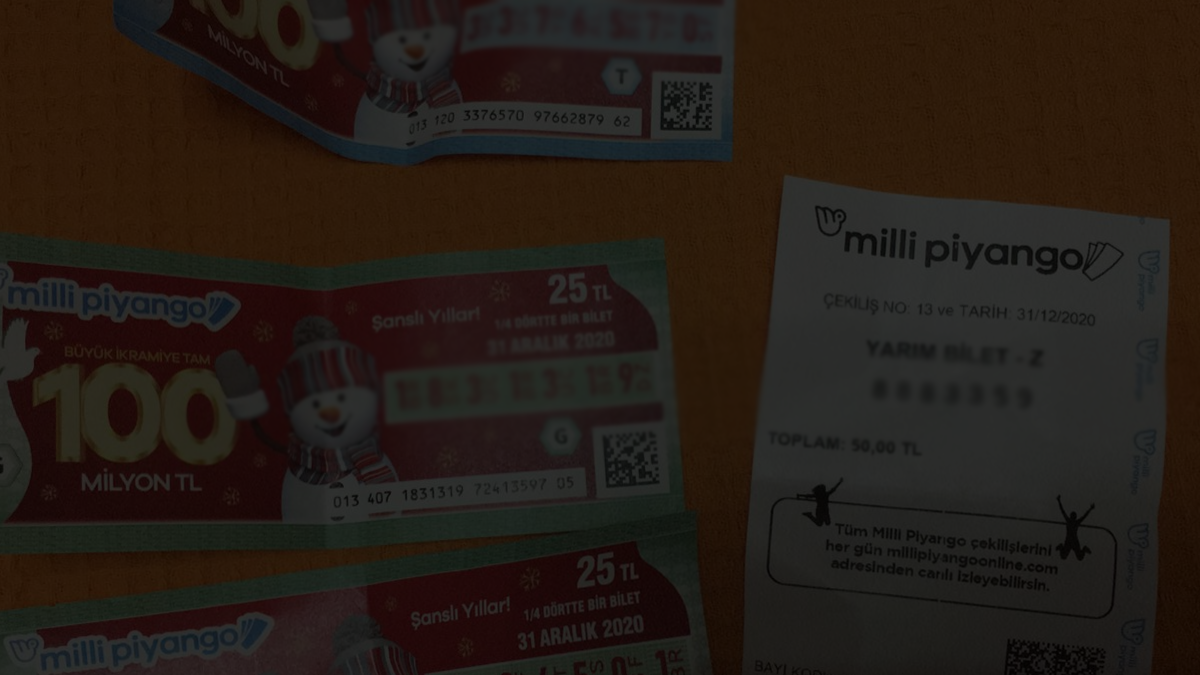 100
MİLYON TL
T
013 120 3376570 97662879 62
milli piyango
BÜYÜK İKRAMİYE TAM
100
MİLYON TL
Şanslı Yıllar!
25 TL
1/4 DÖRTTE BİR BİLET
31 ARALIK 2020
G
013 407 1831319 72413597 05
milli piyango
Şanslı Yıllar!
25 TL
1/4 DÖRTTE BİR BİLET
31 ARALIK 2020
milli piyango
ÇEKİLİŞ NO: 13 ve TARİH: 31/12/2020
YARIM BİLET - Z
TOPLAM: 50,00 TL
Tüm Milli Piyango çekilişlerini
her gün millipiyangoonline.com
adresinden canlı izleyebilirsin.